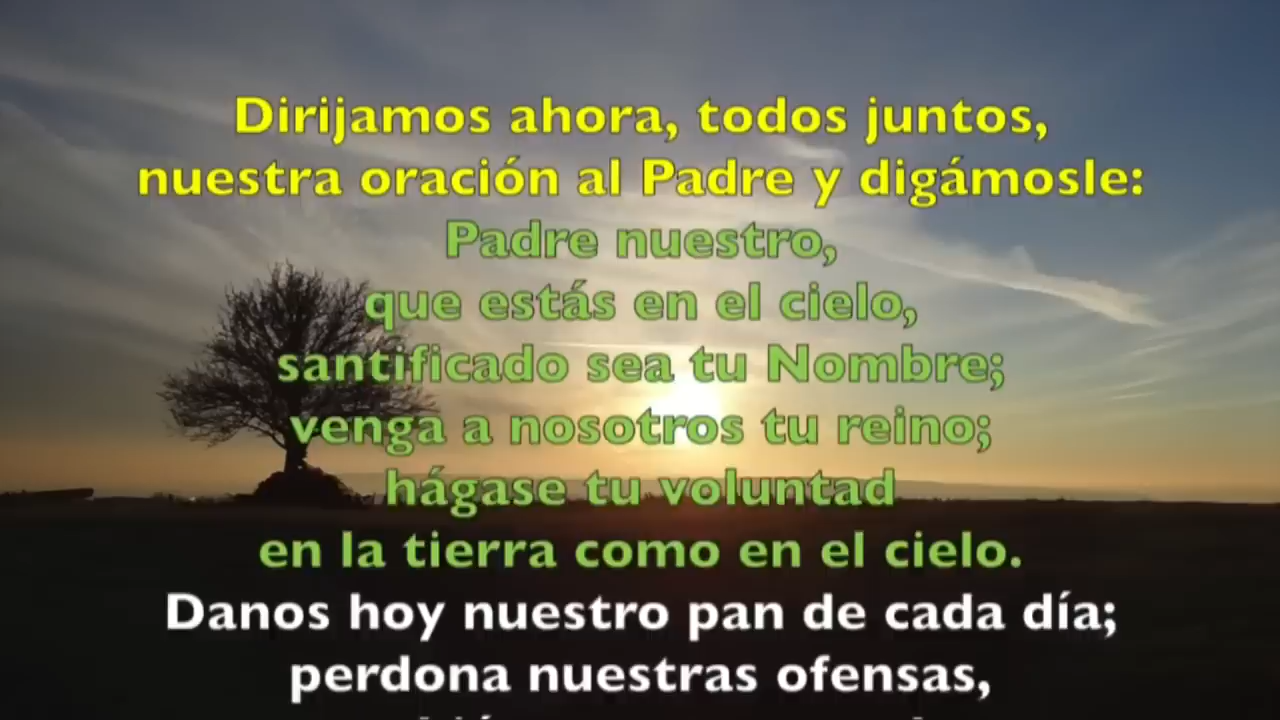 Dirijamos ahora, todos juntos,
nuestra oración al Padre y digámosle:
Padre nuestro,
que estás en el cielo,
santificado sea tu Nombre;
venga a nosotros tu reino;
hágase tu voluntad
en la tierra como en el cielo.
Danos hoy nuestro pan de cada día;
perdona nuestras ofensas,